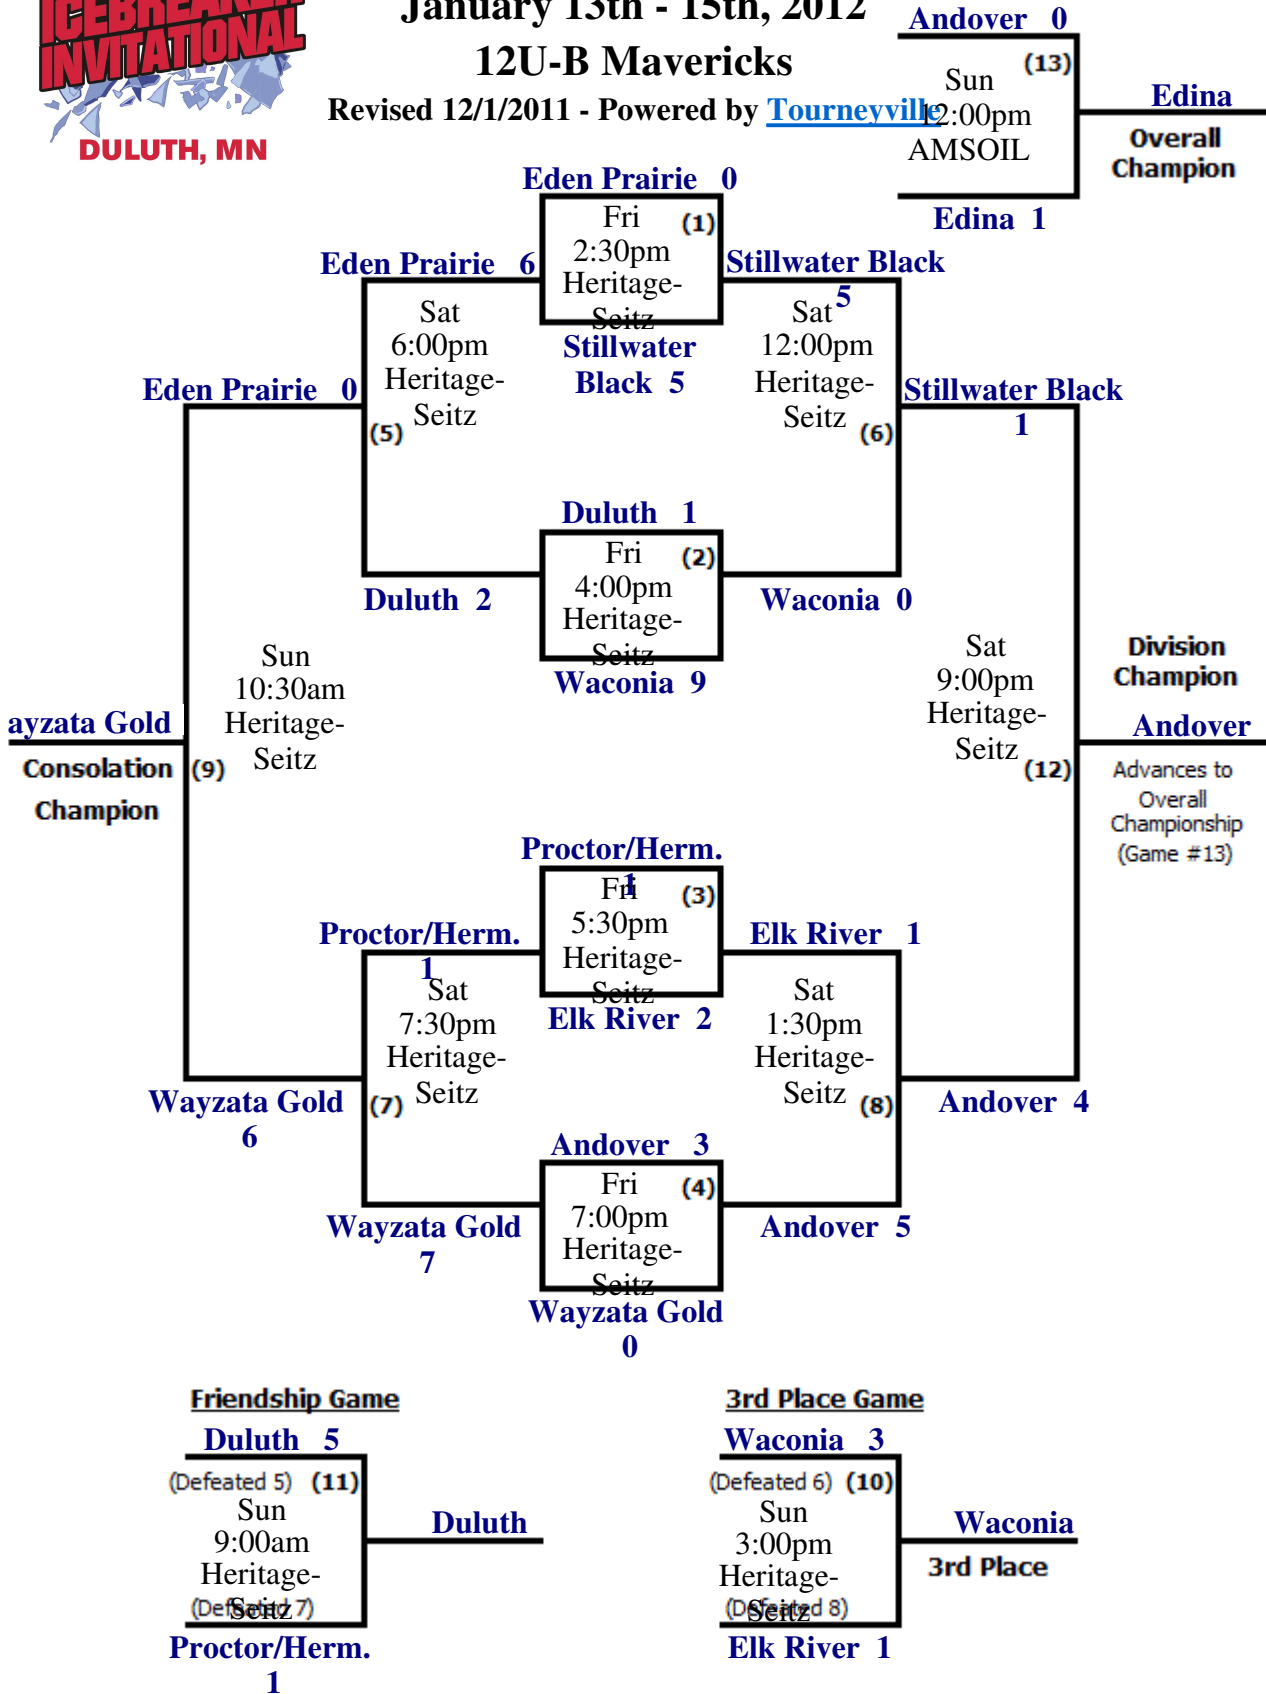 ICEBREAKER
INVITATIONAL
DULUTH, MN
January 13th - 15th, 2012
12U-B Mavericks
Revised 12/1/2011 - Powered by Tourneyville
Andover 0
(13)
Sun
12:00pm
AMSOIL
Edina 1
Edina
Overall
Champion
Eden Prairie 0
Fri (1)
2:30pm
Heritage-
Seitz
Stillwater
Black 5
Eden Prairie 6
Stillwater Black
5
Sat
6:00pm
Heritage-
Seitz
(5)
Sat
12:00pm
Heritage-
Seitz
(6)
Eden Prairie 0
Stillwater Black
1
Duluth 1
Fri (2)
4:00pm
Heritage-
Seitz
Waconia 9
Duluth 2
Waconia 0
Sun
10:30am
Heritage-
Seitz
(9)
ayzata Gold
Consolation
Champion
Sat
9:00pm
Heritage-
Seitz
(12)
Division
Champion
Andover
Advances to
Overall
Championship
(Game #13)
Proctor/Herm.
1
Fri (3)
5:30pm
Heritage-
Seitz
Elk River 2
Proctor/Herm.
1
Elk River 1
Sat
7:30pm
Heritage-
Seitz
(7)
Sat
1:30pm
Heritage-
Seitz
(8)
Wayzata Gold
6
Andover 4
Andover 3
Fri (4)
7:00pm
Heritage-
Seitz
Wayzata Gold
0
Wayzata Gold
7
Andover 5
Friendship Game
Duluth 5
(Defeated 5) (11)
Sun
9:00am
Heritage-
Seitz
(Defeated 7)
Proctor/Herm.
1
Duluth
3rd Place Game
Waconia 3
(Defeated 6) (10)
Sun
3:00pm
Heritage-
Seitz
(Defeated 8)
Elk River 1
Waconia
3rd Place